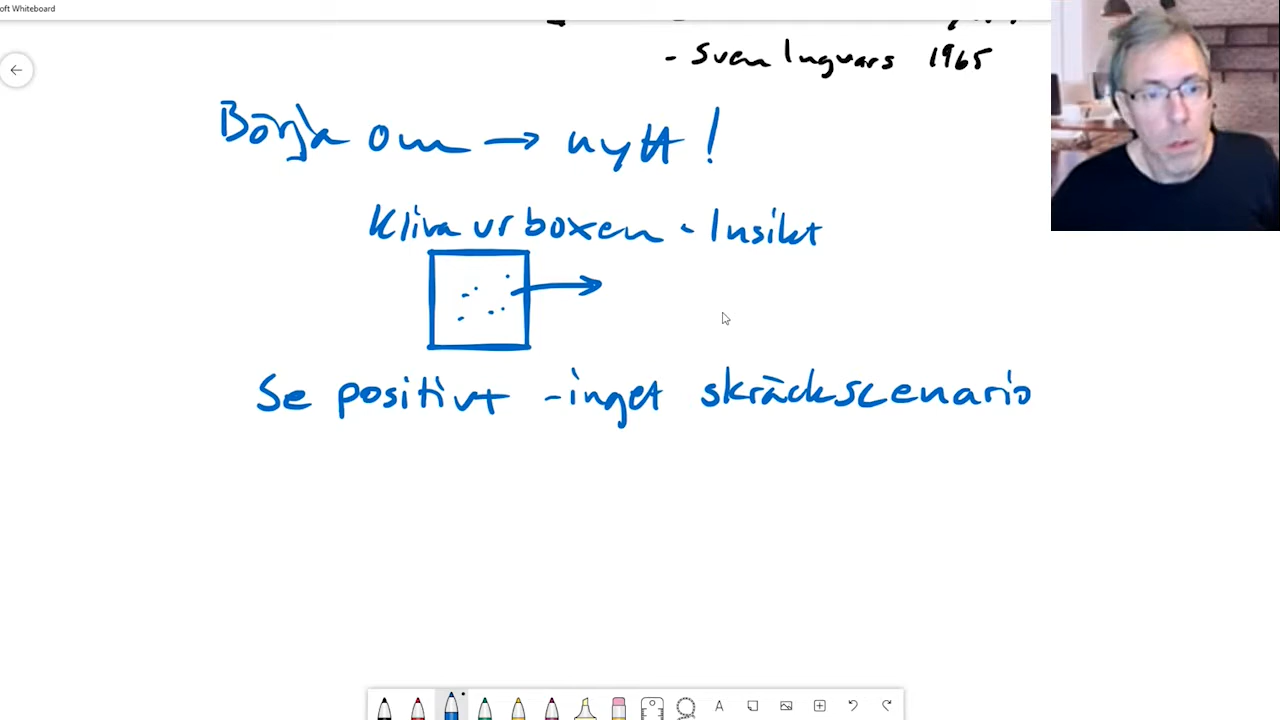 oft Whiteboard
- Sven Ingvars 1965
Börja om → nytt!
Kliva ur boxen - Insikt
Se positivt - inget skräckscenario